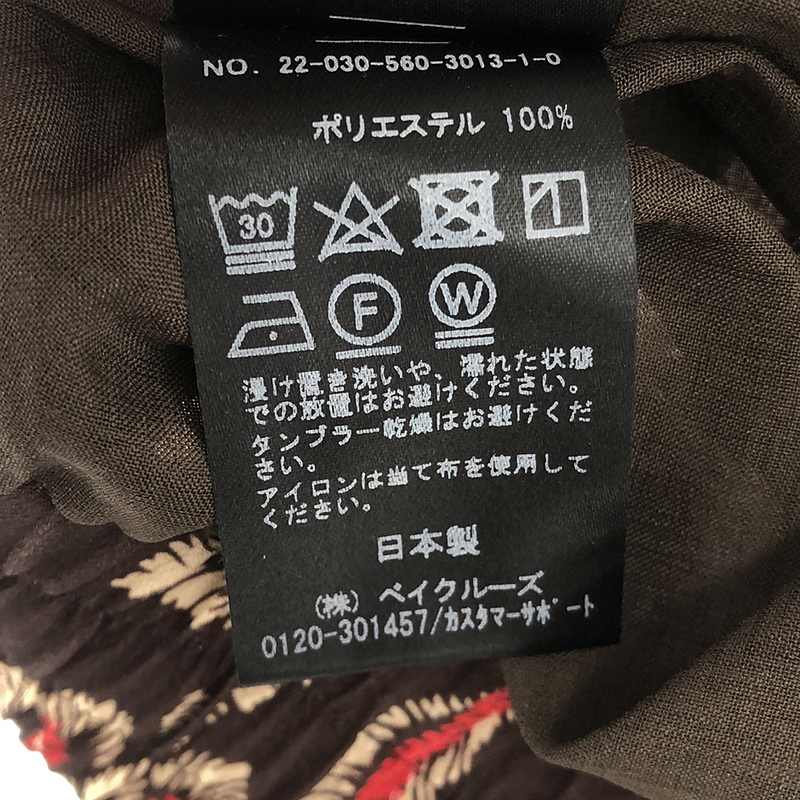 NO. 22-030-560-3013-1-0
ポリエステル 100%
30
F
W
浸け置き洗いや、濡れた状態
での放置はお避けください。
タンブラー乾燥はお避けくだ
さい。
アイロンは当て布を使用して
ください。
日本製
(株) ベイクルーズ
0120-301457/カスタマーサポート